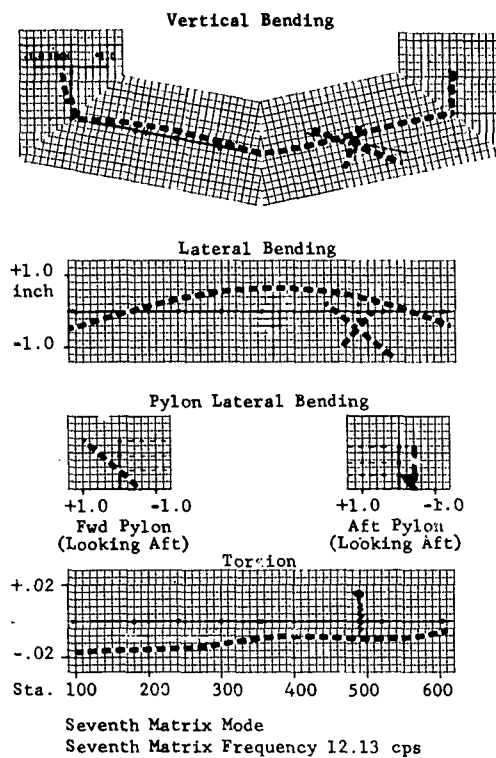 Vertical Bending
Lateral Bending
+1.0
inch
-1.0
Pylon Lateral Bending
+1.0 -1.0 +1.0 -1.0
Fwd Pylon Aft Pylon
(Looking Aft) (Looking Aft)
Torsion
+.02
-.02
Sta. 100 200 300 400 500 600
Seventh Matrix Mode
Seventh Matrix Frequency 12.13 cps